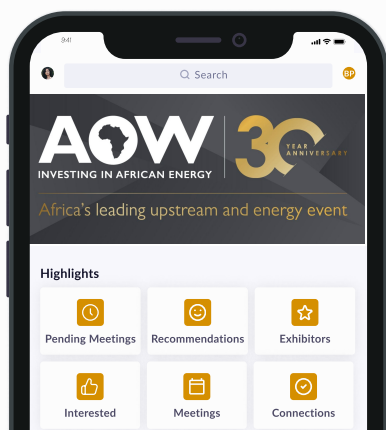 9:41
Search
BP
AOW
INVESTING IN AFRICAN ENERGY
30
YEAR
ANNIVERSARY
Africa's leading upstream and energy event
Highlights
Pending Meetings
Recommendations
Exhibitors
Interested
Meetings
Connections